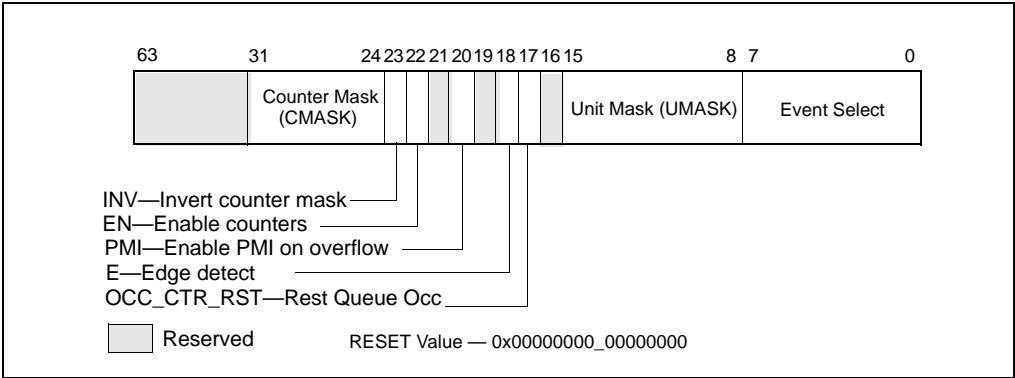 63 31 24 23 22 21 20 19 18 17 16 15 8 7 0
Counter Mask
(CMASK)
Unit Mask (UMASK)
Event Select
INV—Invert counter mask
EN—Enable counters
PMI—Enable PMI on overflow
E—Edge detect
OCC_CTR_RST—Rest Queue Occ
Reserved
RESET Value — 0x00000000_00000000